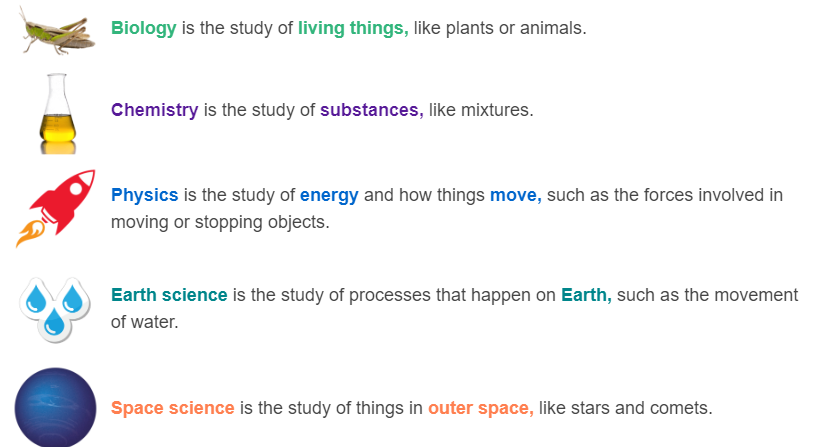 Biology is the study of living things, like plants or animals.
Chemistry is the study of substances, like mixtures.
Physics is the study of energy and how things move, such as the forces involved in
moving or stopping objects.
Earth science is the study of processes that happen on Earth, such as the movement
of water.
Space science is the study of things in outer space, like stars and comets.